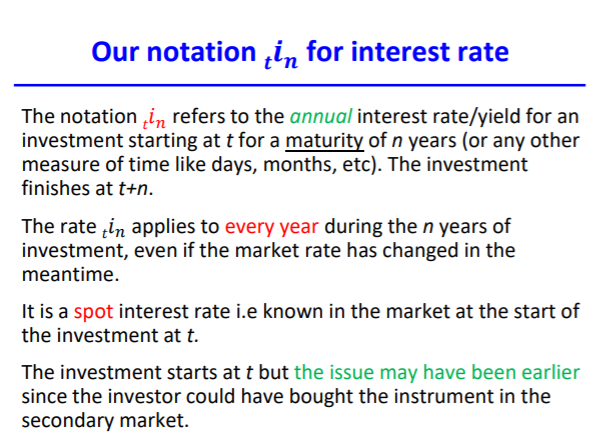 Our notation ₜiₙ for interest rate
The notation ₜiₙ refers to the annual interest rate/yield for an
investment starting at t for a maturity of n years (or any other
measure of time like days, months, etc). The investment
finishes at t+n.
The rate ₜiₙ applies to every year during the n years of
investment, even if the market rate has changed in the
meantime.
It is a spot interest rate i.e known in the market at the start of
the investment at t.
The investment starts at t but the issue may have been earlier
since the investor could have bought the instrument in the
secondary market.